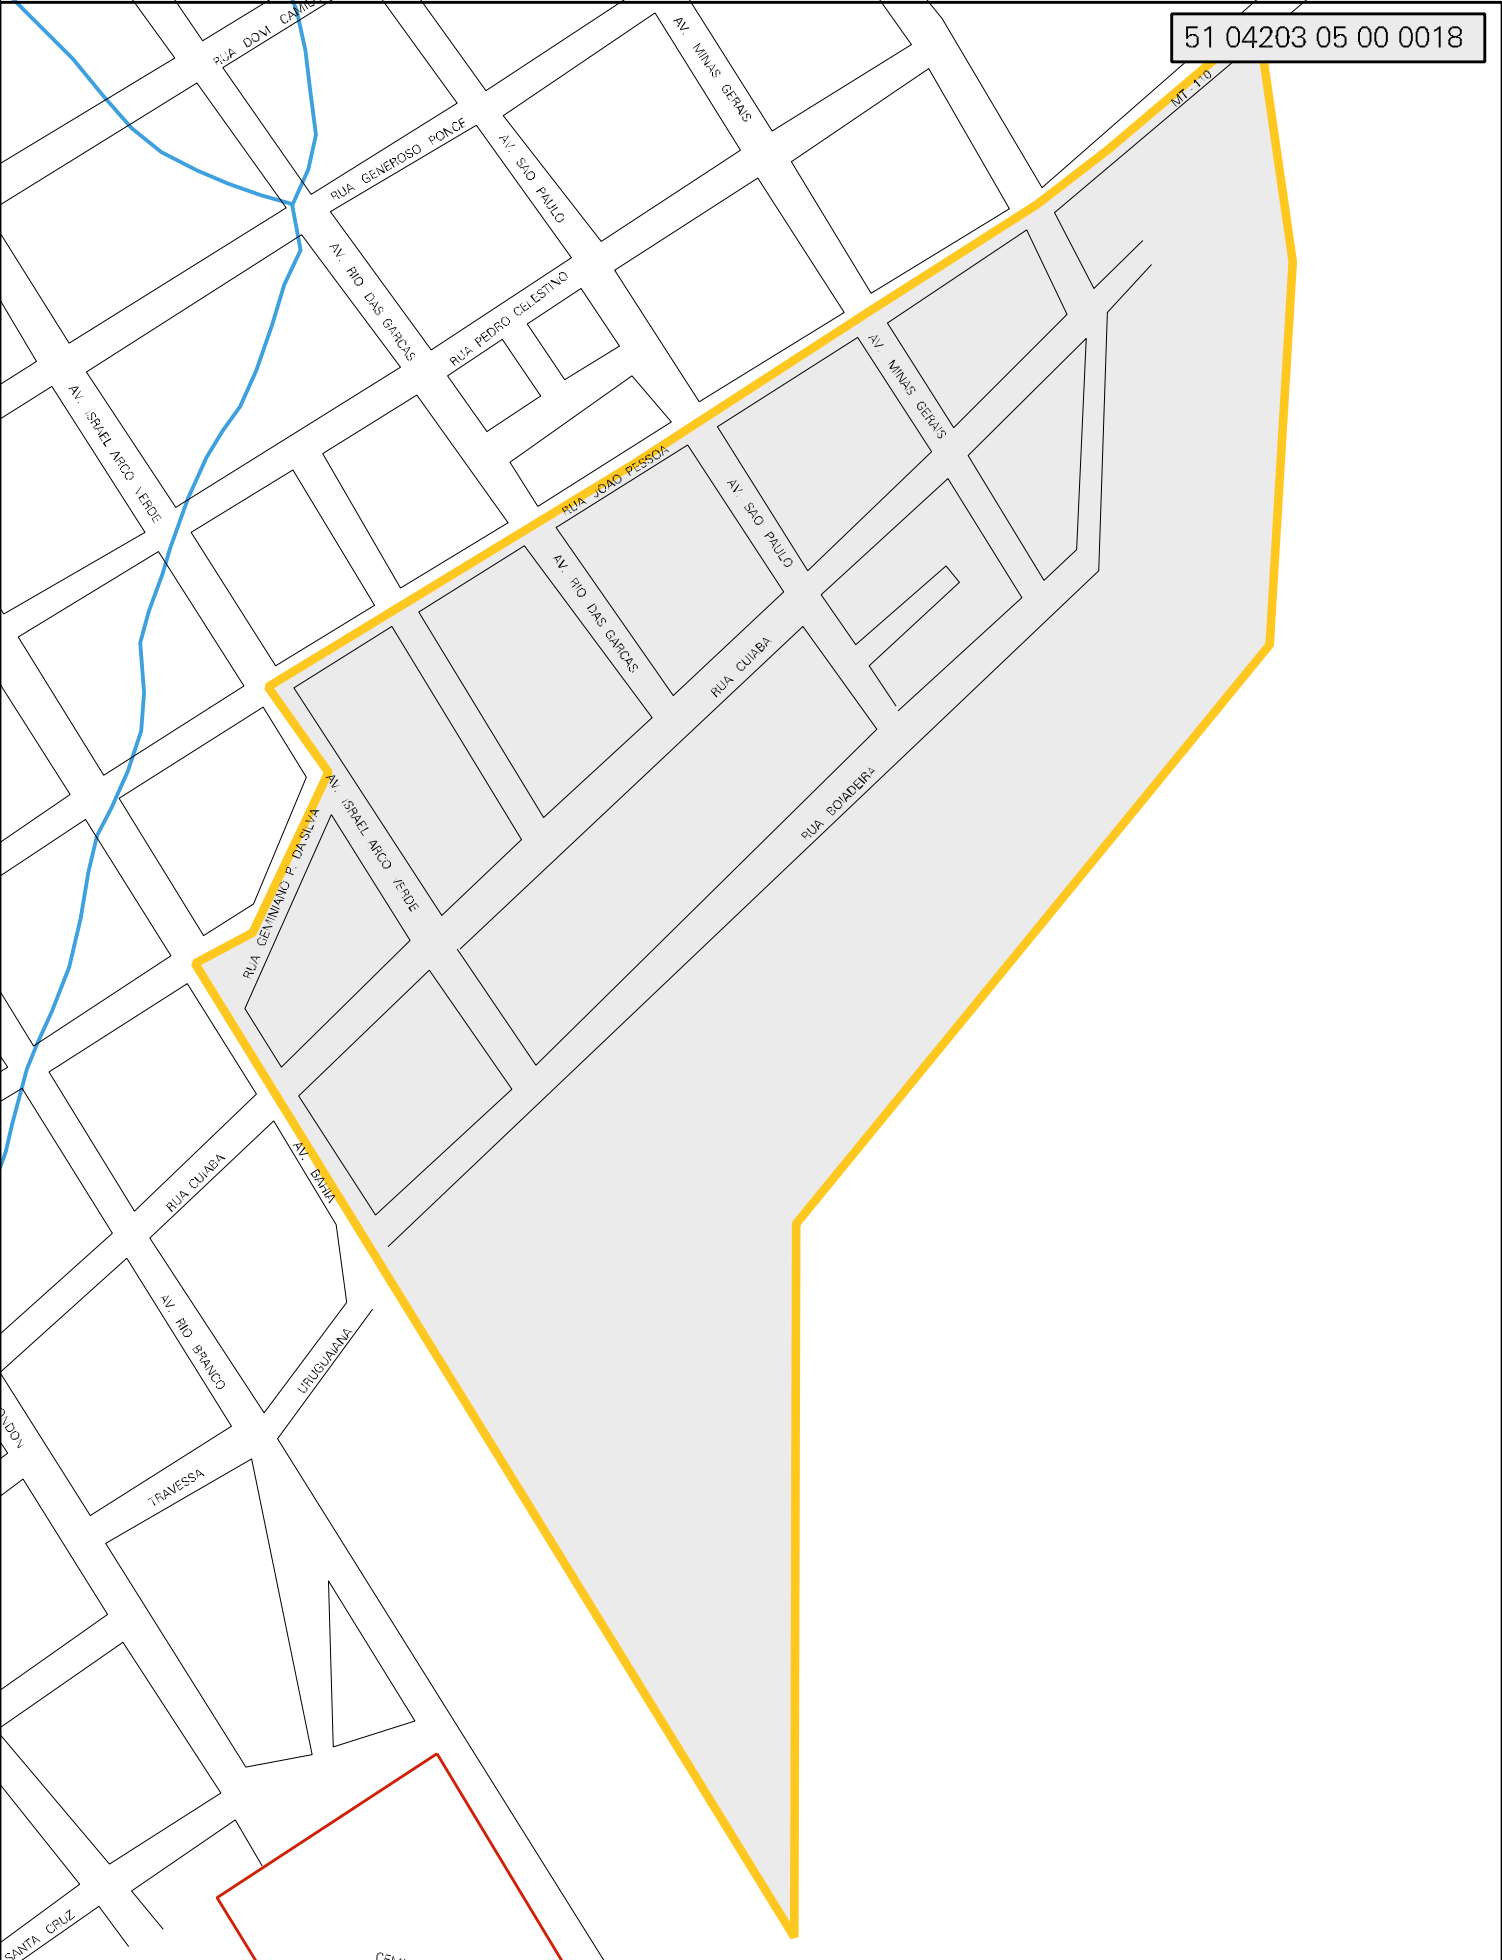 51 04203 05 00 0018
RUA DOM
AV. MINAS GERAIS
MT-110
RUA GENEROSO PONCE
AV. SAO PAULO
AV. RIO DAS GARCAS
RUA PEDRO CELESTINO
AV. MINAS GERAIS
AV. ISRAEL ARCO VERDE
RUA JOAO PESSOA
AV. SAO PAULO
AV. RIO DAS GARCAS
RUA CUIABA
RUA BOIADEIRA
AV. ISRAEL ARCO VERDE
RUA GEMINIANO P. DA SILVA
AV. BAHIA
RUA CUIABA
AV. RIO BRANCO
URUGUAIANA
TRAVESSA
SANTA CRUZ